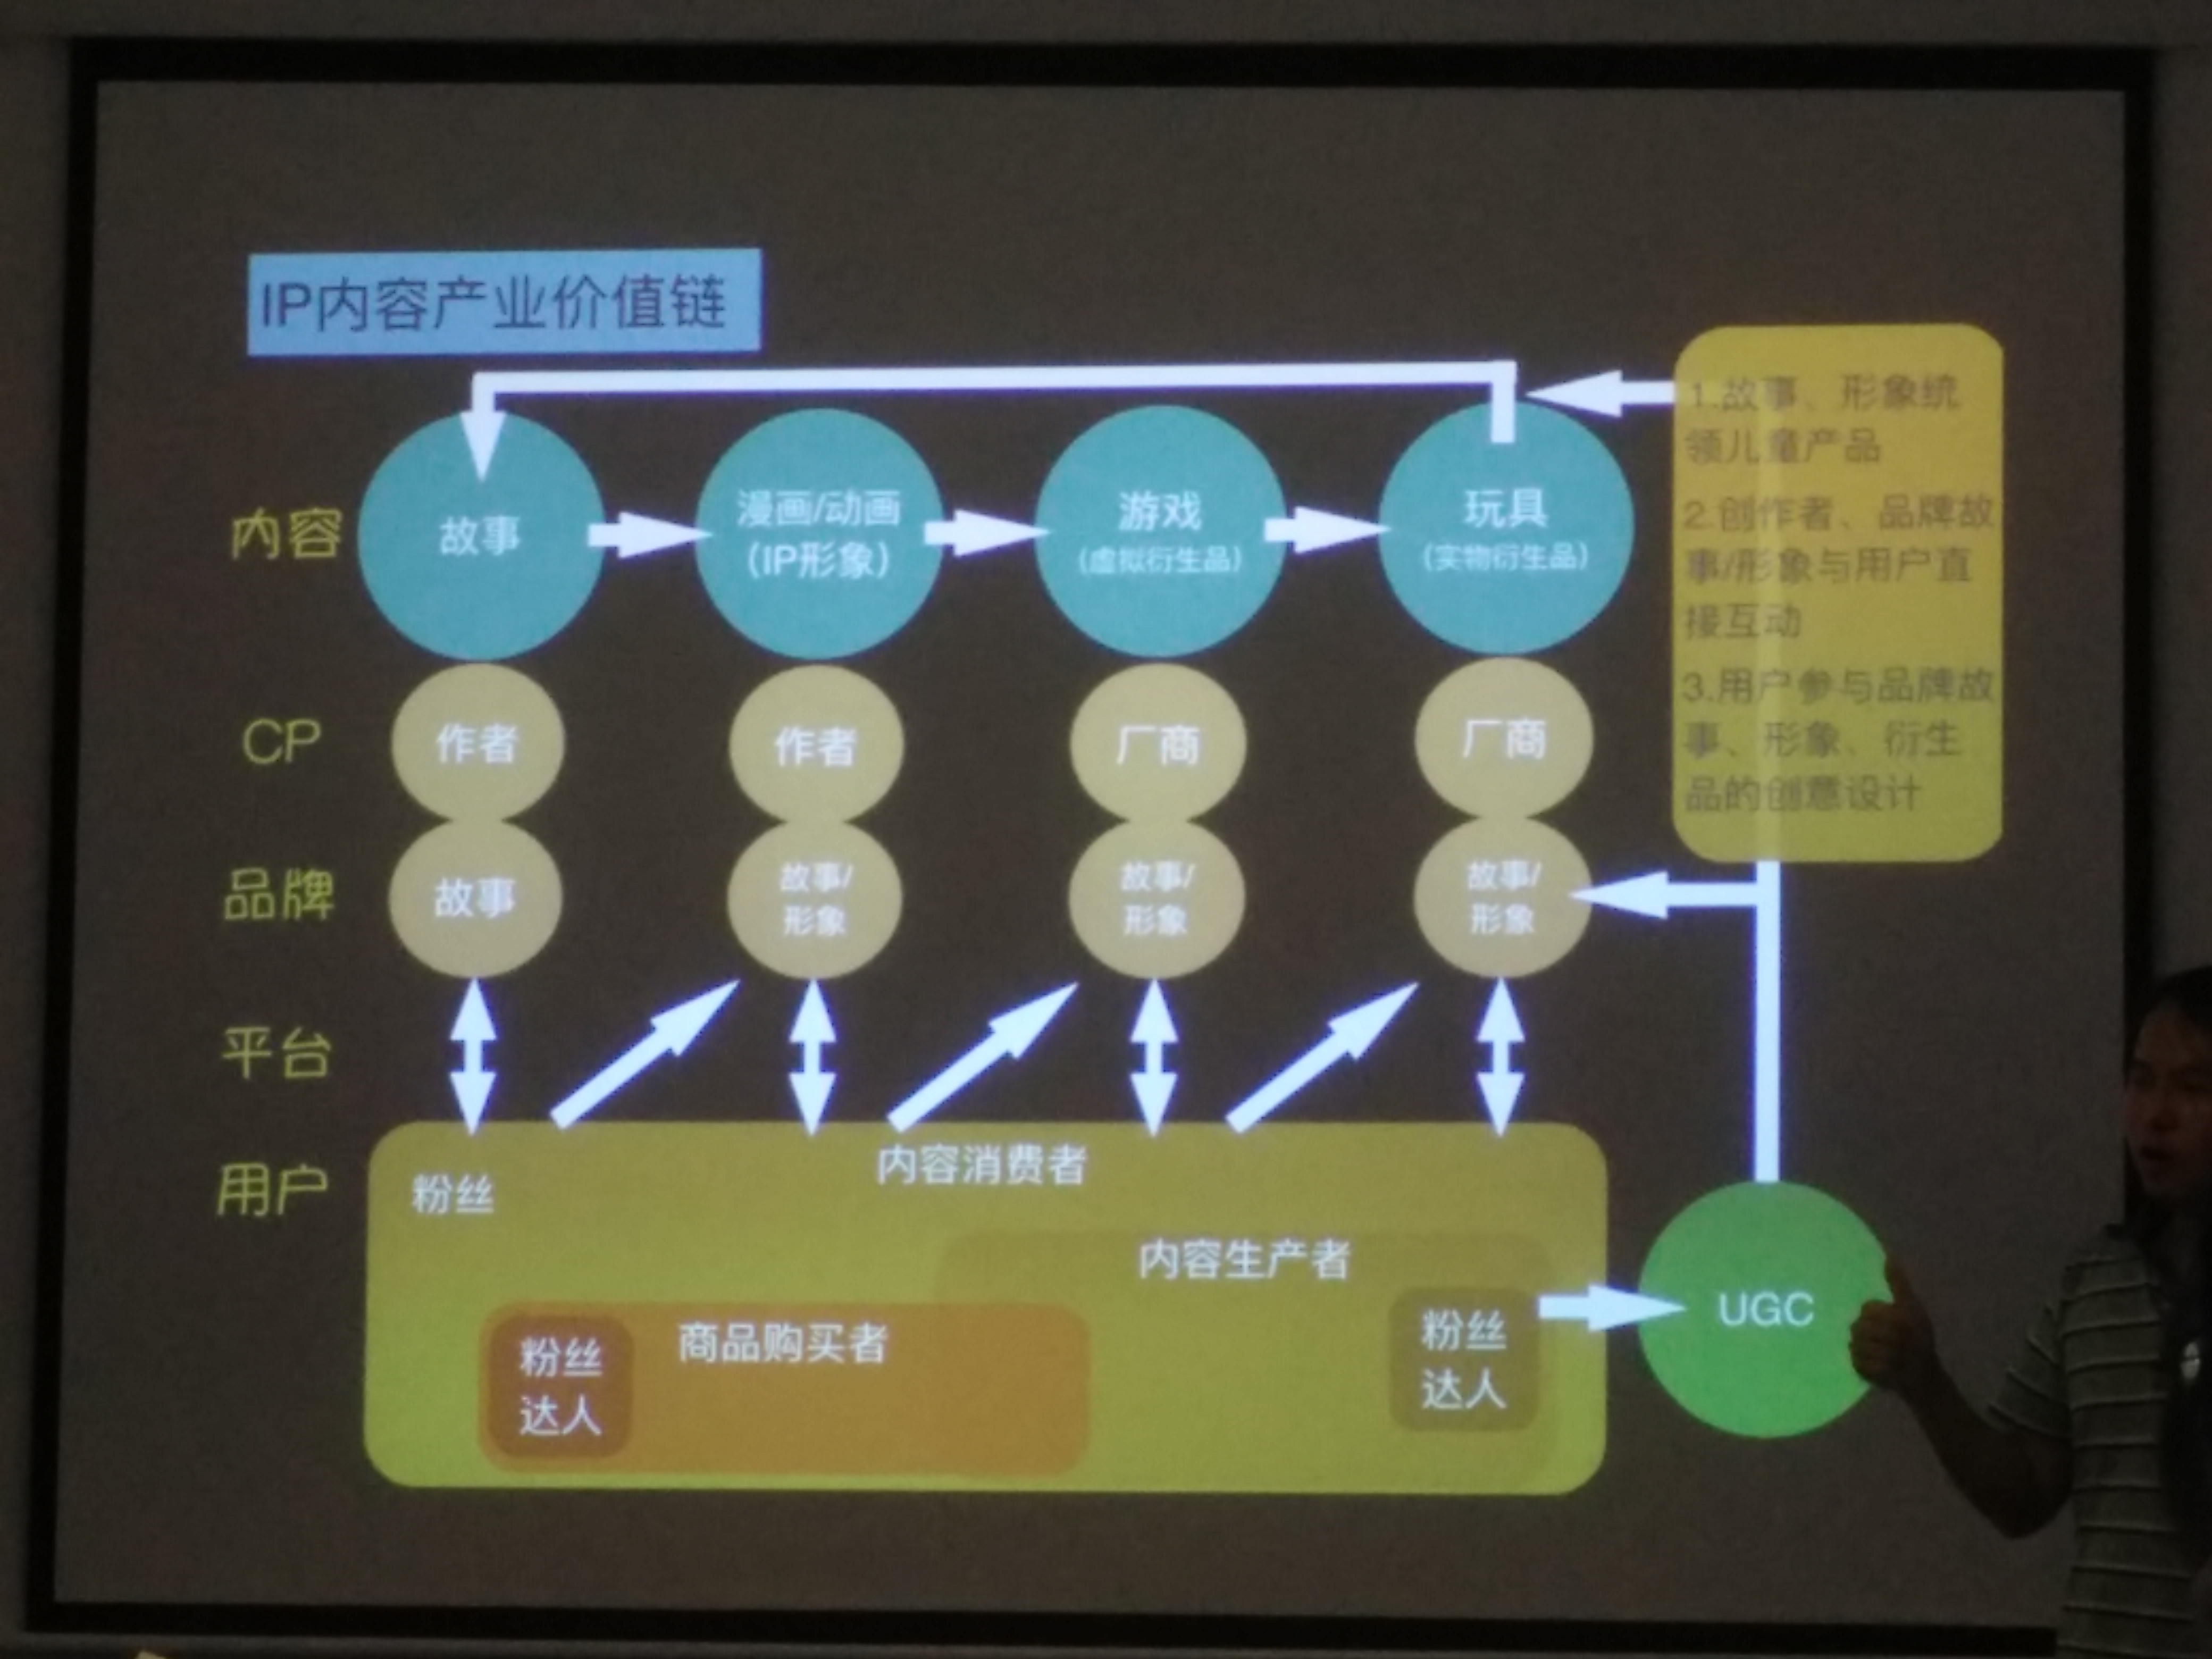 IP内容产业价值链
内容
故事
漫画/动画
(IP形象)
游戏
(虚拟衍生品)
玩具
(实物衍生品)
1.故事、形象统
领儿童产品
2.创作者、品牌故
事/形象与用户直
接互动
3.用户参与品牌故
事、形象、衍生
品的创意设计
CP
作者
作者
厂商
厂商
品牌
故事
故事/
形象
故事/
形象
故事/
形象
平台
用户
粉丝
内容消费者
内容生产者
商品购买者
粉丝
达人
粉丝
达人
UGC